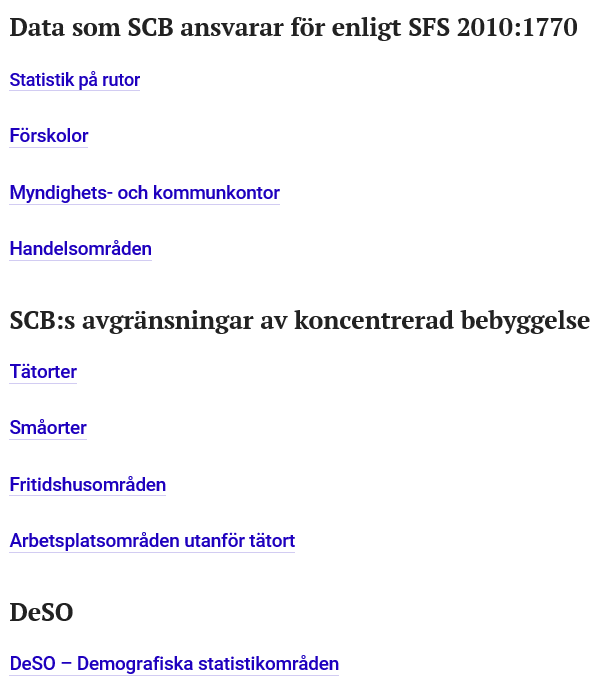 Data som SCB ansvarar för enligt SFS 2010:1770
Statistik på rutor
Förskolor
Myndighets- och kommunkontor
Handelsområden
SCB:s avgränsningar av koncentrerad bebyggelse
Tätorter
Småorter
Fritidshusområden
Arbetsplatsområden utanför tätort
DeSO
DeSO – Demografiska statistikområden